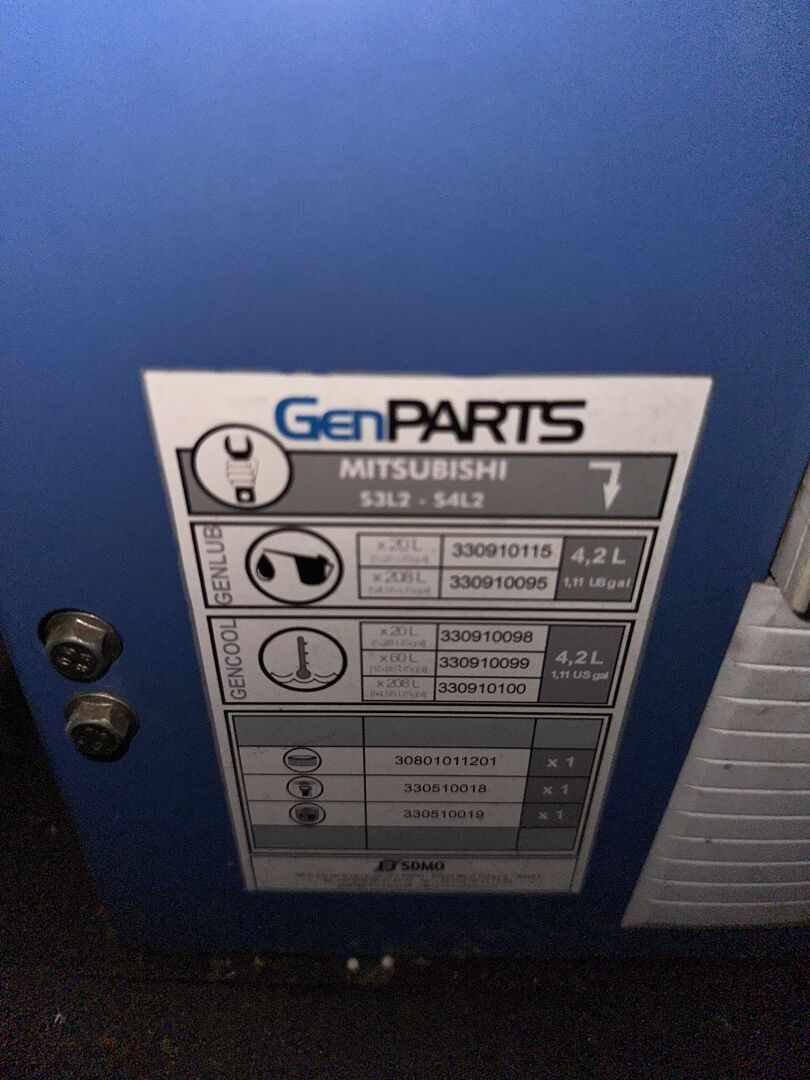 GenPARTS
MITSUBISHI
S3L2 - S4L2
GENLUB
x 20 L 330910115 4,2 L
x 208 L 330910095 1,11 US gal
GENCOOL
x 20 L 330910098
x 60 L 330910099 4,2 L
1,11 US gal
x 208 L 330910100
30801011201 x 1
330510018 x 1
330510019 x 1
SDMO